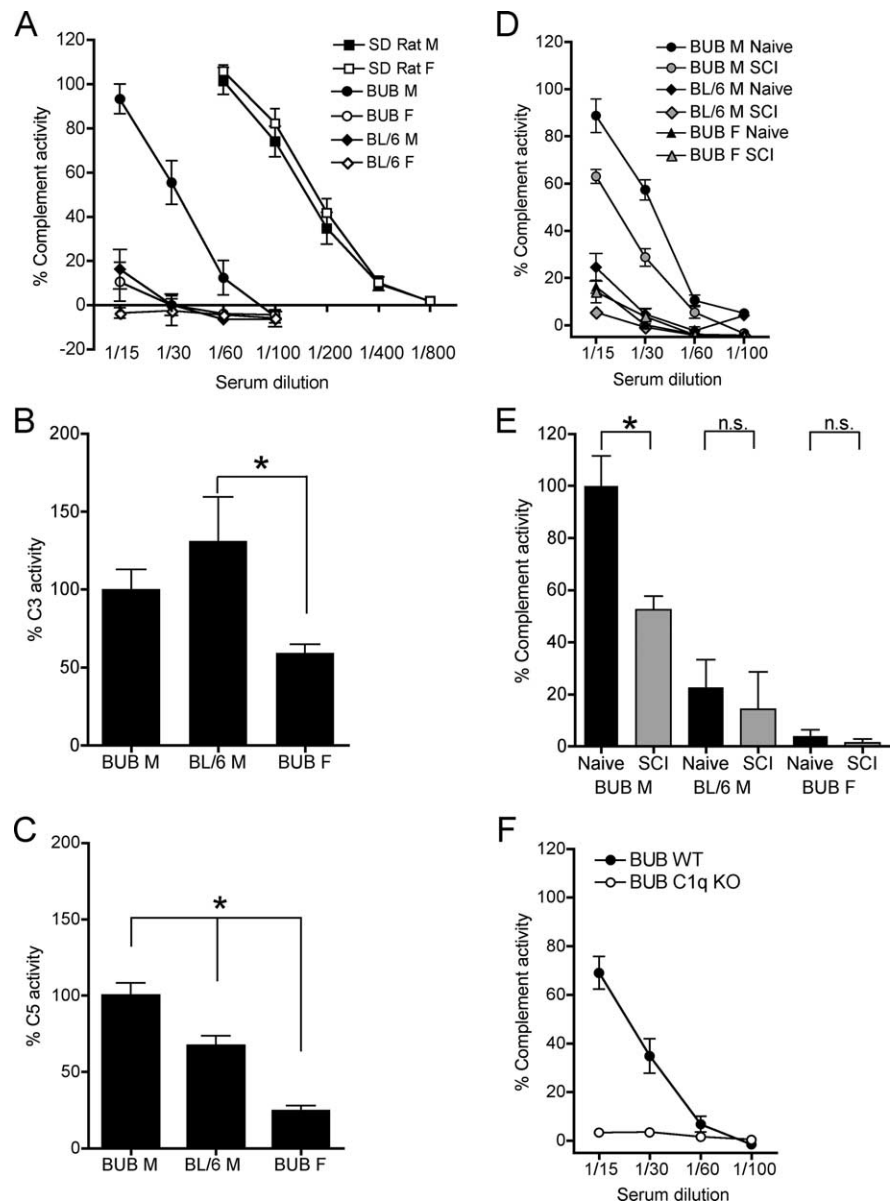 A
% Complement activity
120
100
80
60
40
20
0
-20
1/15 1/30 1/60 1/100 1/200 1/400 1/800
Serum dilution
SD Rat M
SD Rat F
BUB M
BUB F
BL/6 M
BL/6 F
D
% Complement activity
120
100
80
60
40
20
0
1/15 1/30 1/60 1/100
Serum dilution
BUB M Naive
BUB M SCI
BL/6 M Naive
BL/6 M SCI
BUB F Naive
BUB F SCI
B
% C3 activity
200
150
100
50
0
*
BUB M BL/6 M BUB F
E
% Complement activity
120
100
80
60
40
20
0
* n.s. n.s.
Naive SCI Naive SCI Naive SCI
BUB M BL/6 M BUB F
C
% C5 activity
200
150
100
50
0
*
BUB M BL/6 M BUB F
F
% Complement activity
120
100
80
60
40
20
0
1/15 1/30 1/60 1/100
Serum dilution
BUB WT
BUB C1q KO